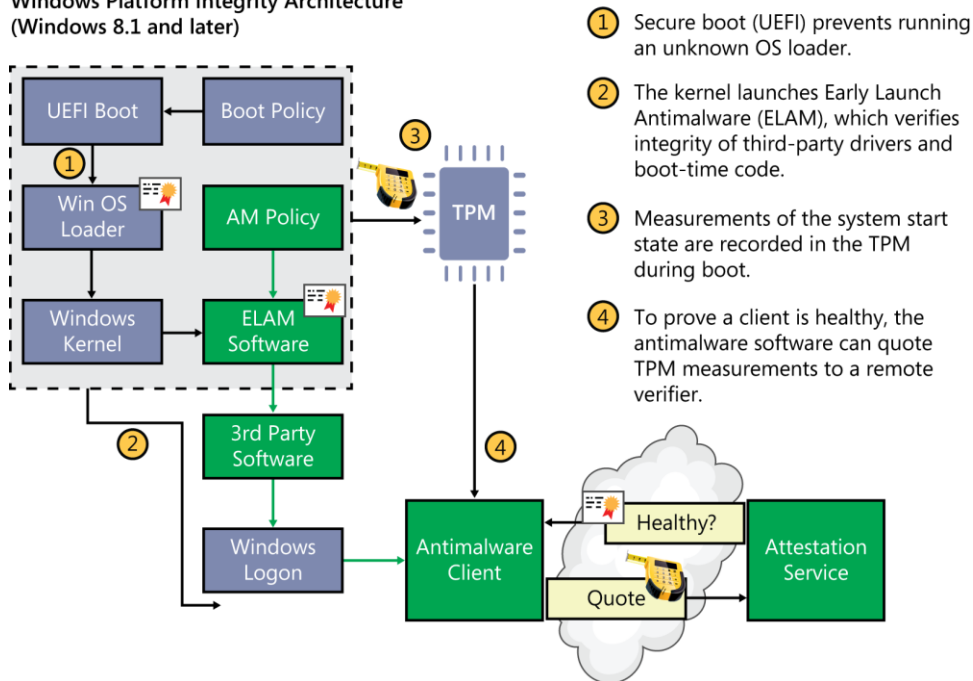 Windows Platform Integrity Architecture
(Windows 8.1 and later)
1 Secure boot (UEFI) prevents running
an unknown OS loader.
2 The kernel launches Early Launch
Antimalware (ELAM), which verifies
integrity of third-party drivers and
boot-time code.
3 Measurements of the system start
state are recorded in the TPM
during boot.
4 To prove a client is healthy, the
antimalware software can quote
TPM measurements to a remote
verifier.
UEFI Boot
Boot Policy
1
3
Win OS
Loader
AM Policy
TPM
Windows
Kernel
ELAM
Software
2
3rd Party
Software
4
Windows
Logon
Antimalware
Client
Healthy?
Quote
Attestation
Service